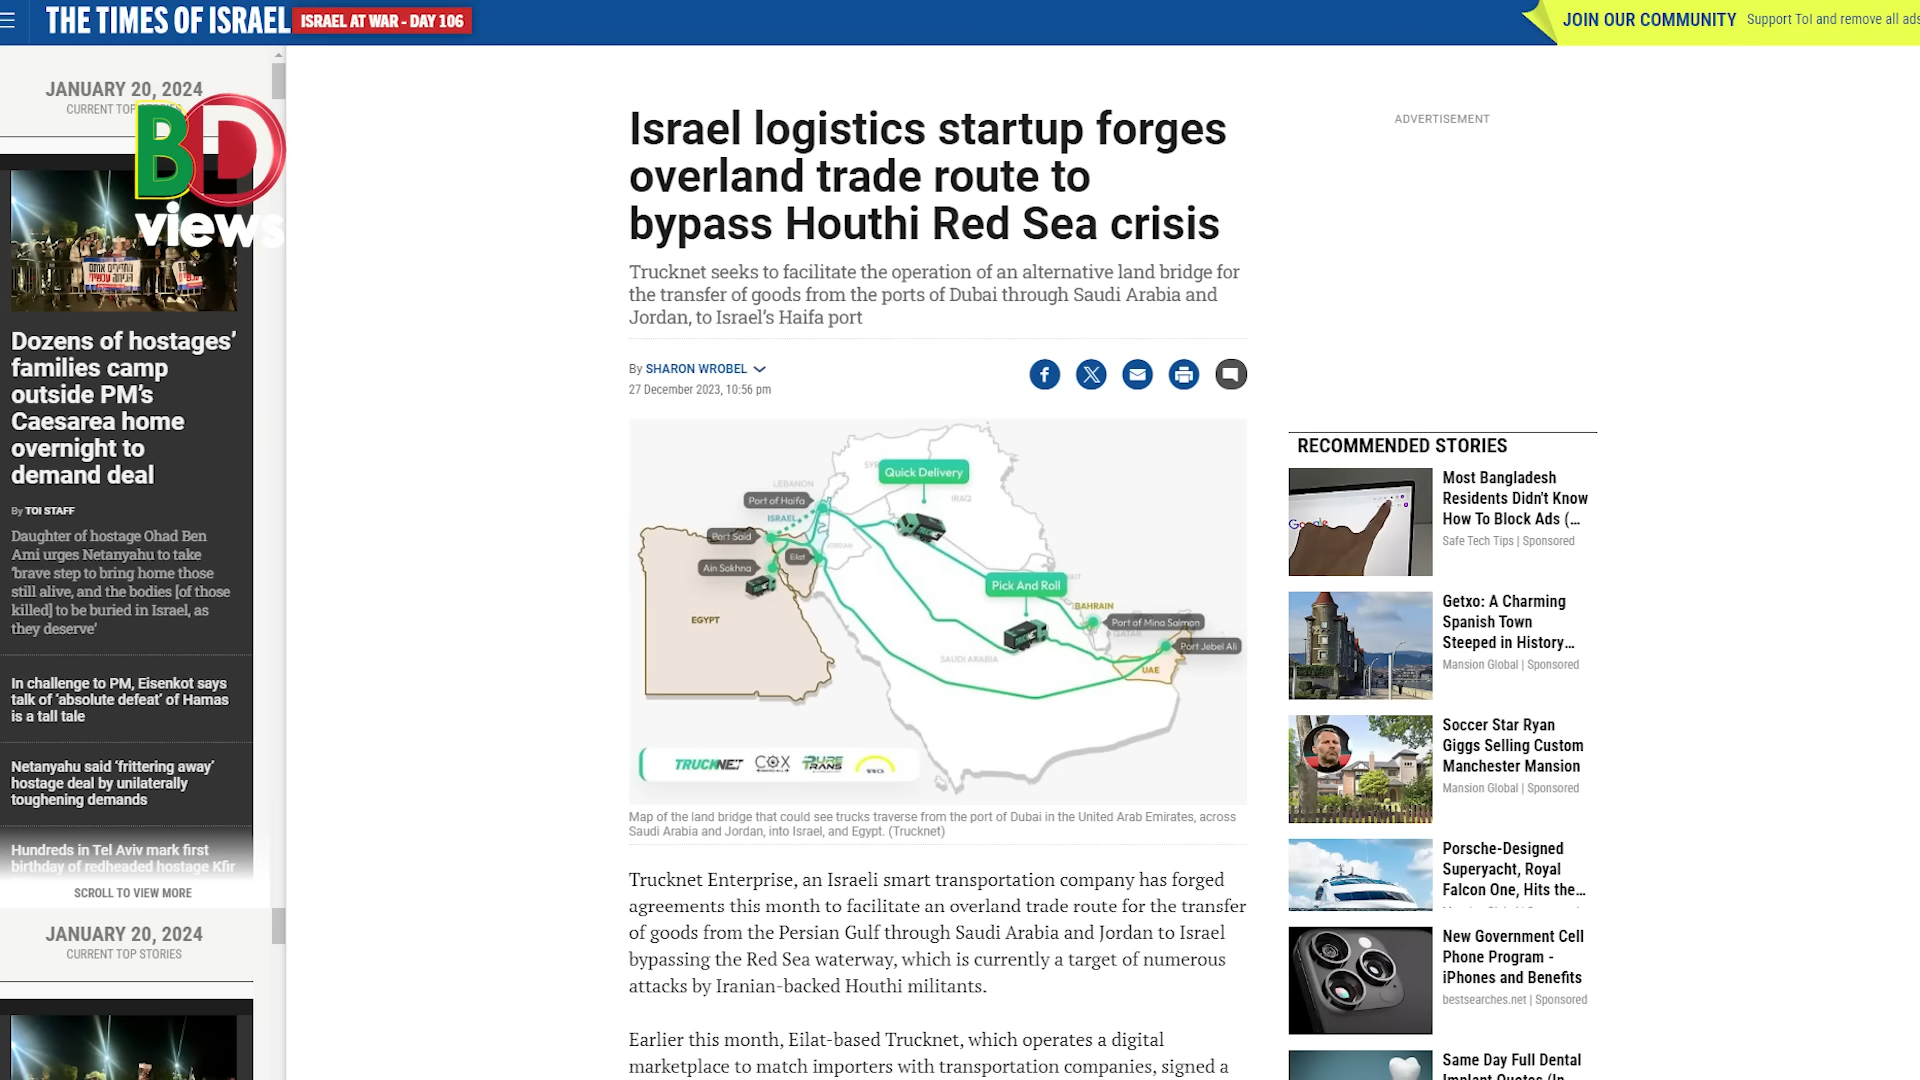 THE TIMES OF ISRAEL
ISRAEL AT WAR - DAY 106
JOIN OUR COMMUNITY
Support ToI and remove all ads
JANUARY 20, 2024
CURRENT TOP STORIES
BD
views
Dozens of hostages’
families camp
outside PM’s
Caesarea home
overnight to
demand deal
By TOI STAFF
Daughter of hostage Ohad Ben
Ami urges Netanyahu to take
‘brave step to bring home those
still alive, and the bodies [of those
killed] to be buried in Israel, as
they deserve’
In challenge to PM, Eisenkot says
talk of ‘absolute defeat’ of Hamas
is a tall tale
Netanyahu said ‘frittering away’
hostage deal by unilaterally
toughening demands
Hundreds in Tel Aviv mark first
birthday of redheaded hostage Kfir
SCROLL TO VIEW MORE
JANUARY 20, 2024
CURRENT TOP STORIES
Israel logistics startup forges
overland trade route to
bypass Houthi Red Sea crisis
Trucknet seeks to facilitate the operation of an alternative land bridge for
the transfer of goods from the ports of Dubai through Saudi Arabia and
Jordan, to Israel’s Haifa port
By SHARON WROBEL
27 December 2023, 10:56 pm
Quick Delivery
LEBANON
Port of Haifa
IRAQ
ISRAEL
Port Said
JORDAN
Eilat
Ain Sokhna
Pick And Roll
BAHRAIN
EGYPT
Port of Mina Salman
QATAR
Port Jebel Ali
SAUDI ARABIA
UAE
TRUCKNET
COX
PURE
TRANS
Map of the land bridge that could see trucks traverse from the port of Dubai in the United Arab Emirates, across
Saudi Arabia and Jordan, into Israel, and Egypt. (Trucknet)
Trucknet Enterprise, an Israeli smart transportation company has forged
agreements this month to facilitate an overland trade route for the transfer
of goods from the Persian Gulf through Saudi Arabia and Jordan to Israel
bypassing the Red Sea waterway, which is currently a target of numerous
attacks by Iranian-backed Houthi militants.
Earlier this month, Eilat-based Trucknet, which operates a digital
marketplace to match importers with transportation companies, signed a
ADVERTISEMENT
RECOMMENDED STORIES
Most Bangladesh
Residents Didn't Know
How To Block Ads (...
Safe Tech Tips | Sponsored
Getxo: A Charming
Spanish Town
Steeped in History...
Mansion Global | Sponsored
Soccer Star Ryan
Giggs Selling Custom
Manchester Mansion
Mansion Global | Sponsored
Porsche-Designed
Superyacht, Royal
Falcon One, Hits the...
New Government Cell
Phone Program -
iPhones and Benefits
bestsearches.net | Sponsored
Same Day Full Dental
Implant Quotes (In